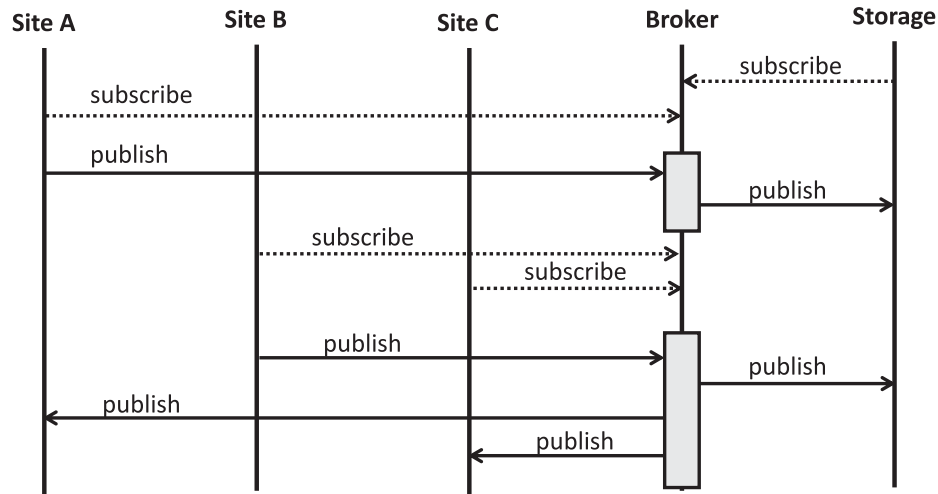 Site A
Site B
Site C
Broker
Storage
subscribe
subscribe
publish
publish
subscribe
subscribe
publish
publish
publish
publish